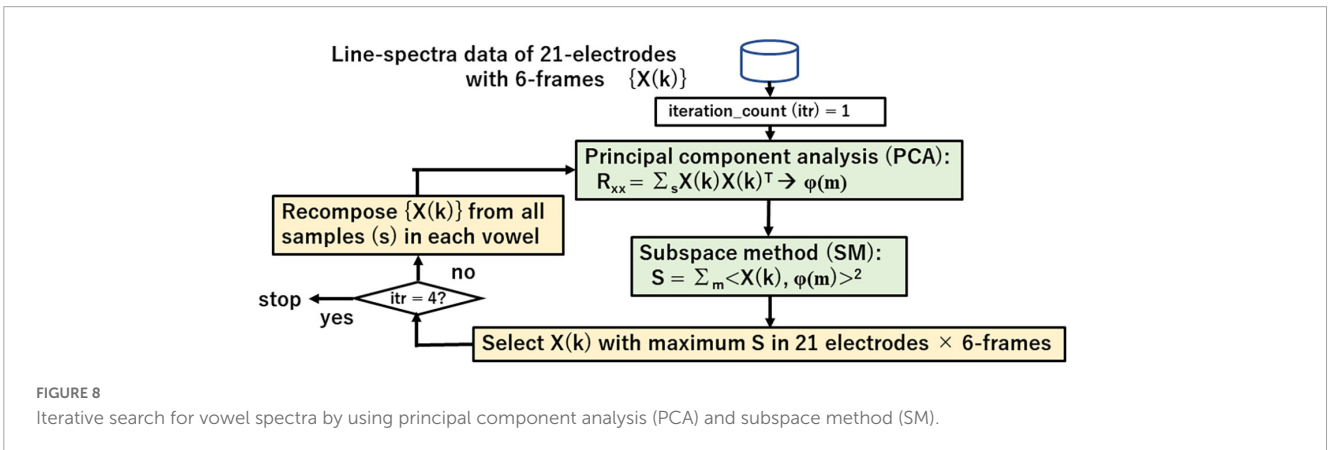 Line-spectra data of 21-electrodes
with 6-frames {X(k)}
iteration_count (itr) = 1
Principal component analysis (PCA):
Rxx = Σs X(k)X(k)ᵀ → φ(m)
Recompose {X(k)} from all
samples (s) in each vowel
Subspace method (SM):
S = Σm<X(k), φ(m)>²
no
itr = 4?
stop
yes
Select X(k) with maximum S in 21 electrodes × 6-frames
FIGURE 8
Iterative search for vowel spectra by using principal component analysis (PCA) and subspace method (SM).